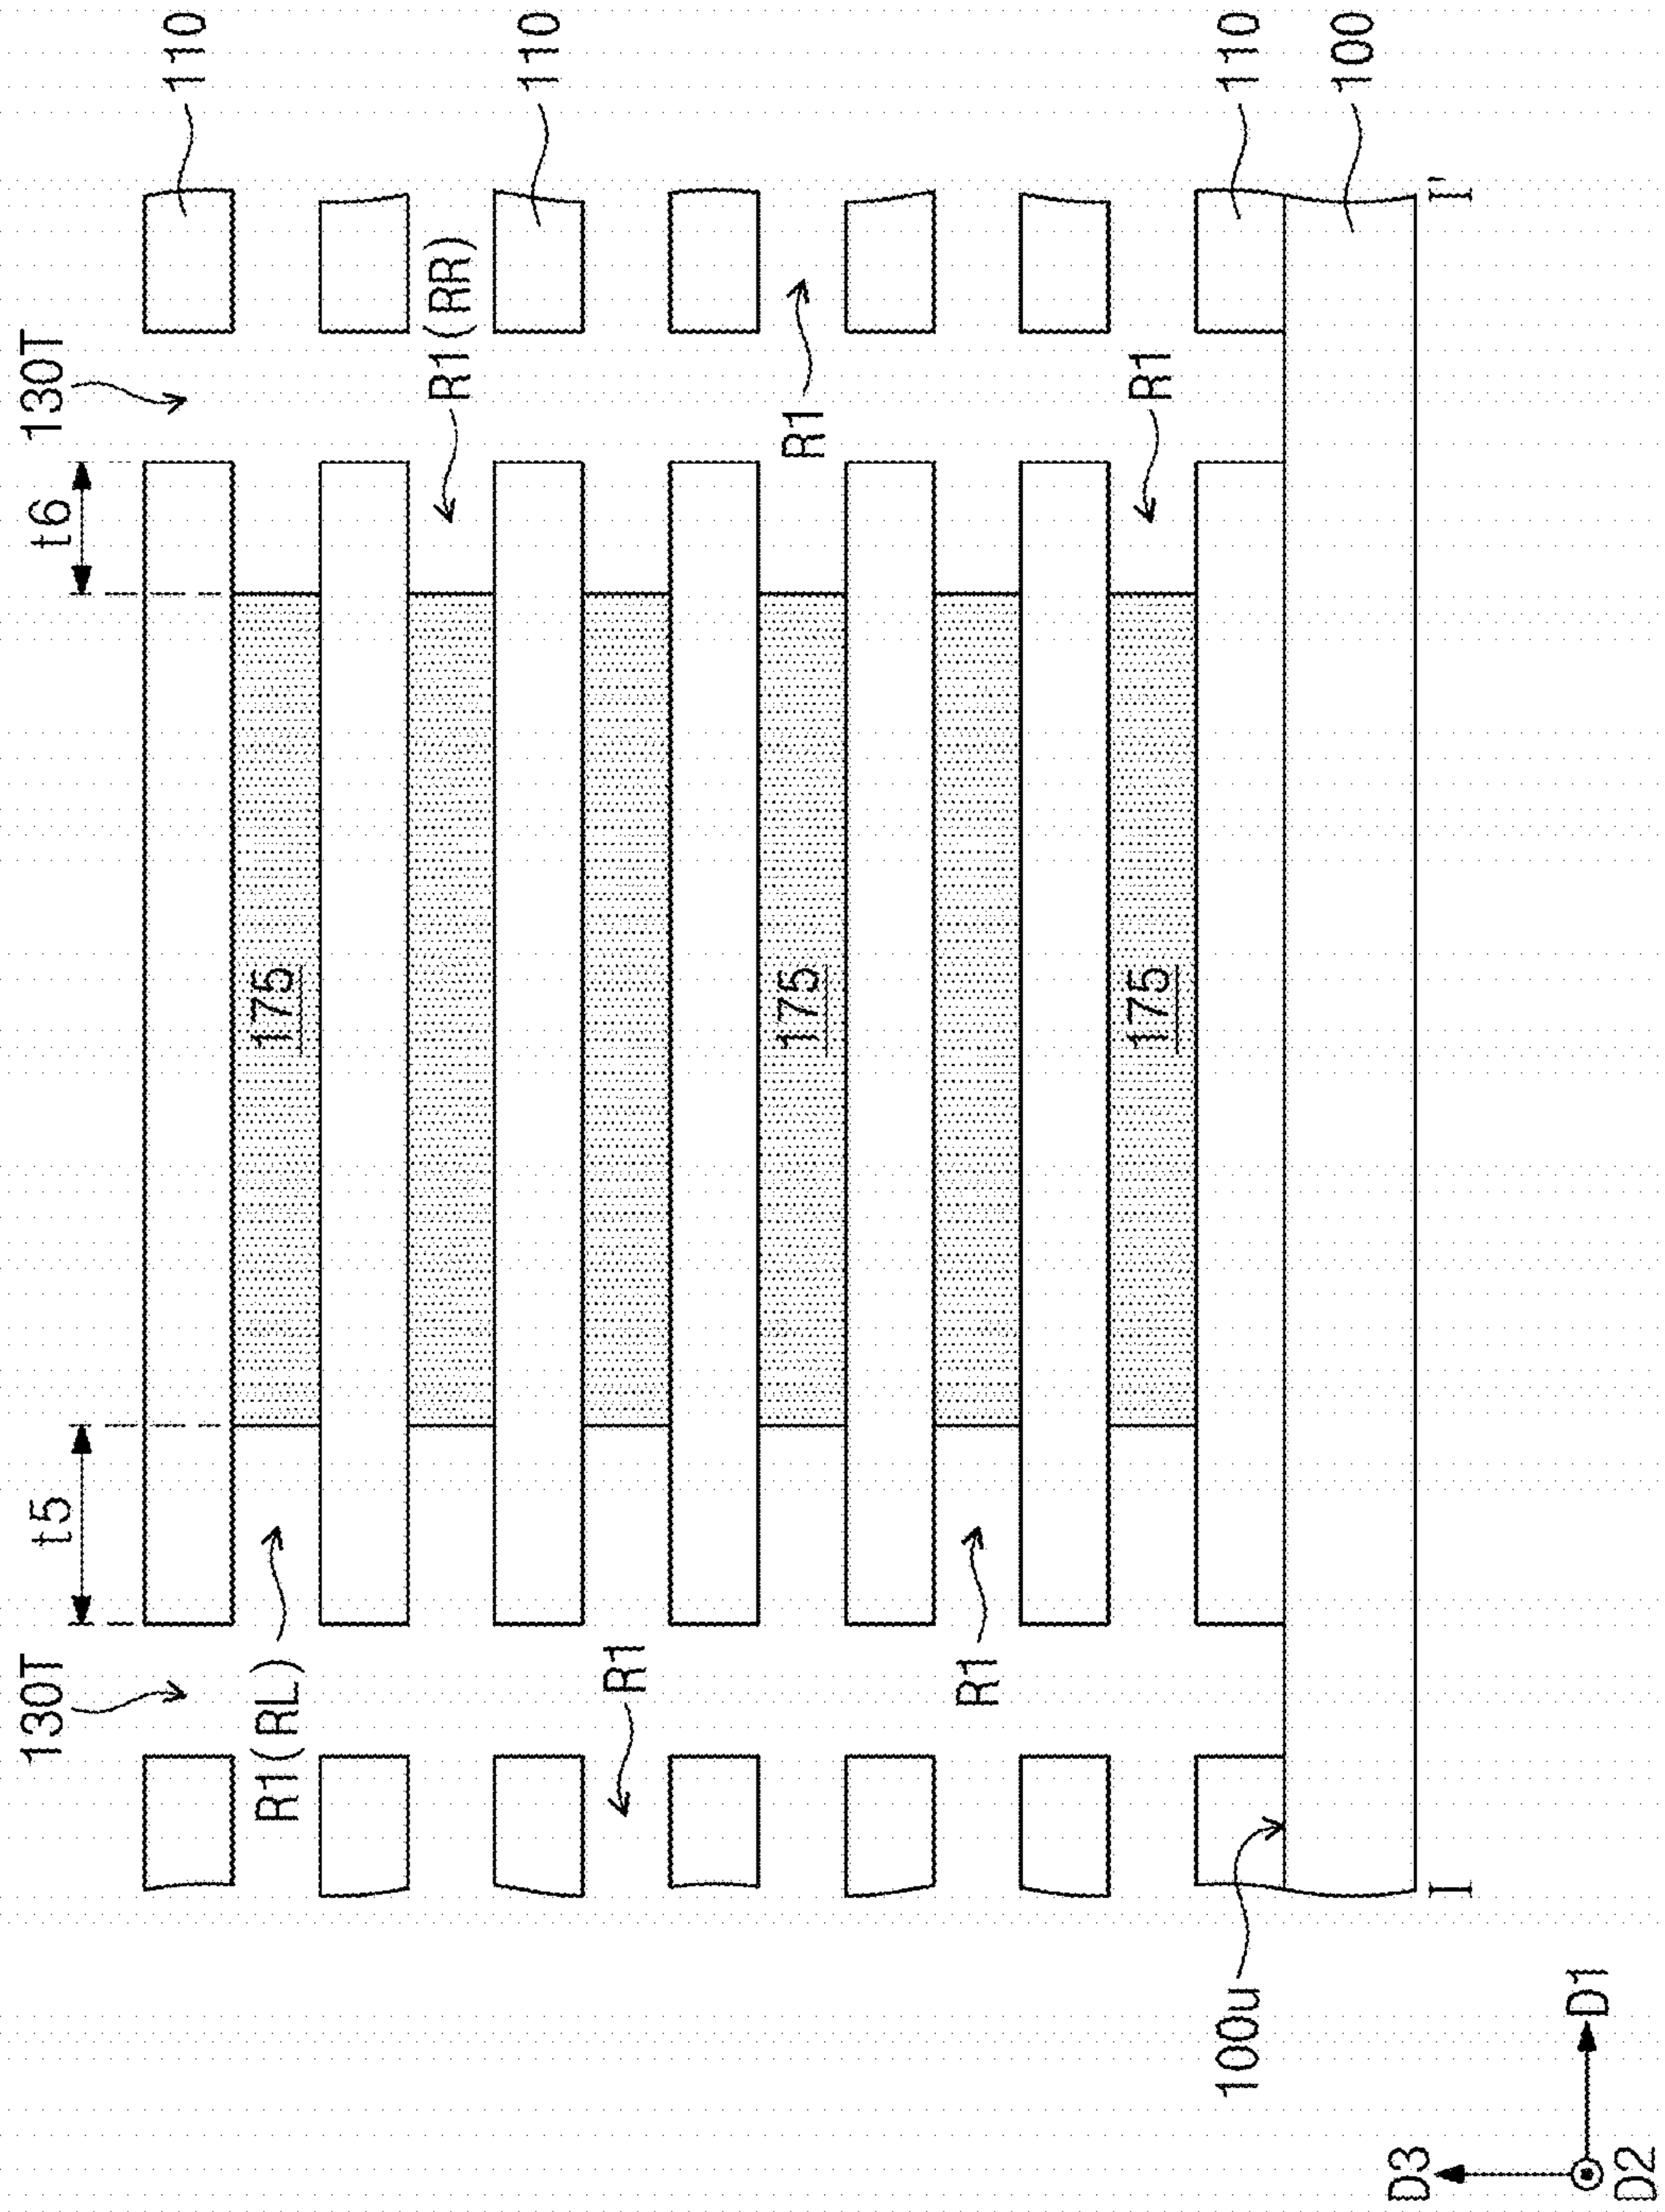 130T t5 t6 130T
110
R1(RL) 175
R1(RR)
110
R1
175 R1
R1
175 R1
100u 110
100
D3
I I'
D1
D2